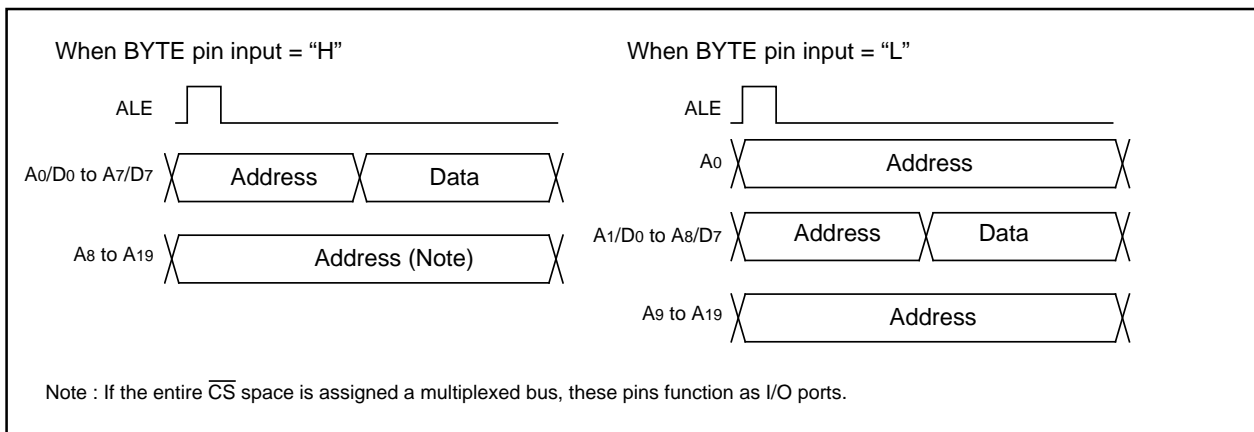 When BYTE pin input = “H”
ALE
A0/D0 to A7/D7
Address
Data
A8 to A19
Address (Note)
When BYTE pin input = “L”
ALE
A0
Address
A1/D0 to A8/D7
Address
Data
A9 to A19
Address
Note : If the entire C̅S̅ space is assigned a multiplexed bus, these pins function as I/O ports.